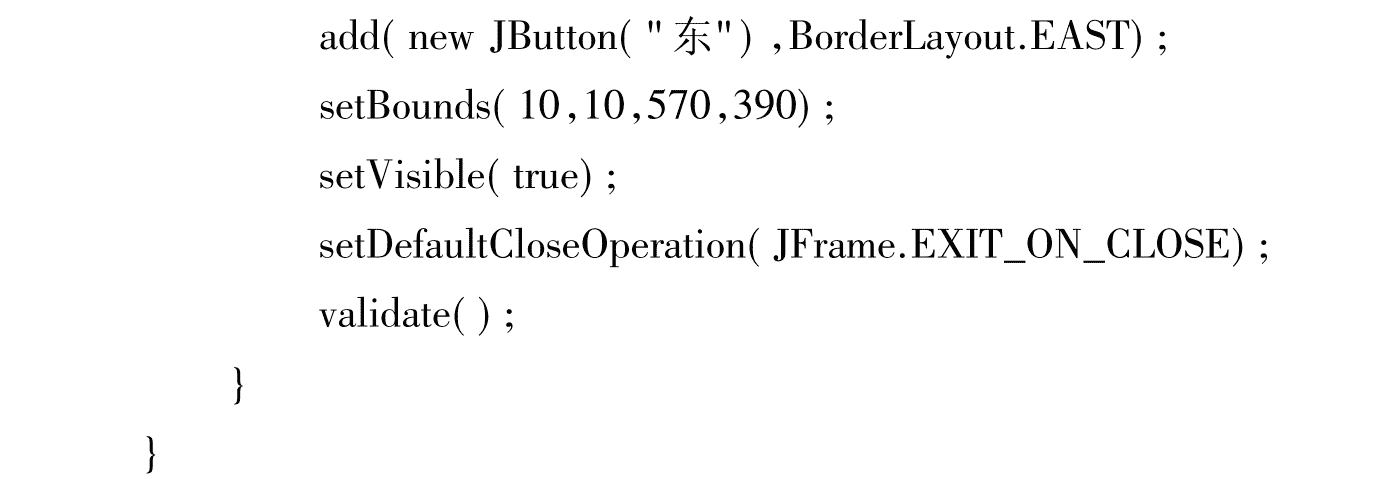 add( new JButton( "东") ,BorderLayout.EAST) ;
setBounds( 10,10,570,390) ;
setVisible( true) ;
setDefaultCloseOperation( JFrame.EXIT_ON_CLOSE) ;
validate( ) ;
}
}